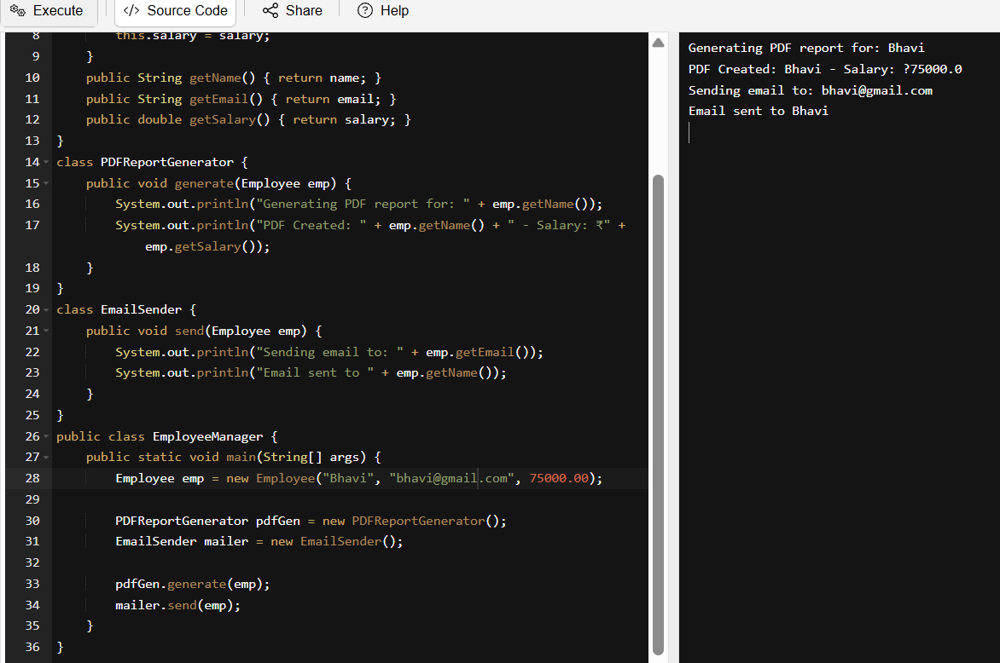 Execute Source Code Share Help
8 this.salary = salary;
9 }
10 public String getName() { return name; }
11 public String getEmail() { return email; }
12 public double getSalary() { return salary; }
13 }
14 class PDFReportGenerator {
15 public void generate(Employee emp) {
16 System.out.println("Generating PDF report for: " + emp.getName());
17 System.out.println("PDF Created: " + emp.getName() + " - Salary: ₹" +
emp.getSalary());
18 }
19 }
20 class EmailSender {
21 public void send(Employee emp) {
22 System.out.println("Sending email to: " + emp.getEmail());
23 System.out.println("Email sent to " + emp.getName());
24 }
25 }
26 public class EmployeeManager {
27 public static void main(String[] args) {
28 Employee emp = new Employee("Bhavi", "bhavi@gmail.com", 75000.00);
29
30 PDFReportGenerator pdfGen = new PDFReportGenerator();
31 EmailSender mailer = new EmailSender();
32
33 pdfGen.generate(emp);
34 mailer.send(emp);
35 }
36 }
Generating PDF report for: Bhavi
PDF Created: Bhavi - Salary: ?75000.0
Sending email to: bhavi@gmail.com
Email sent to Bhavi